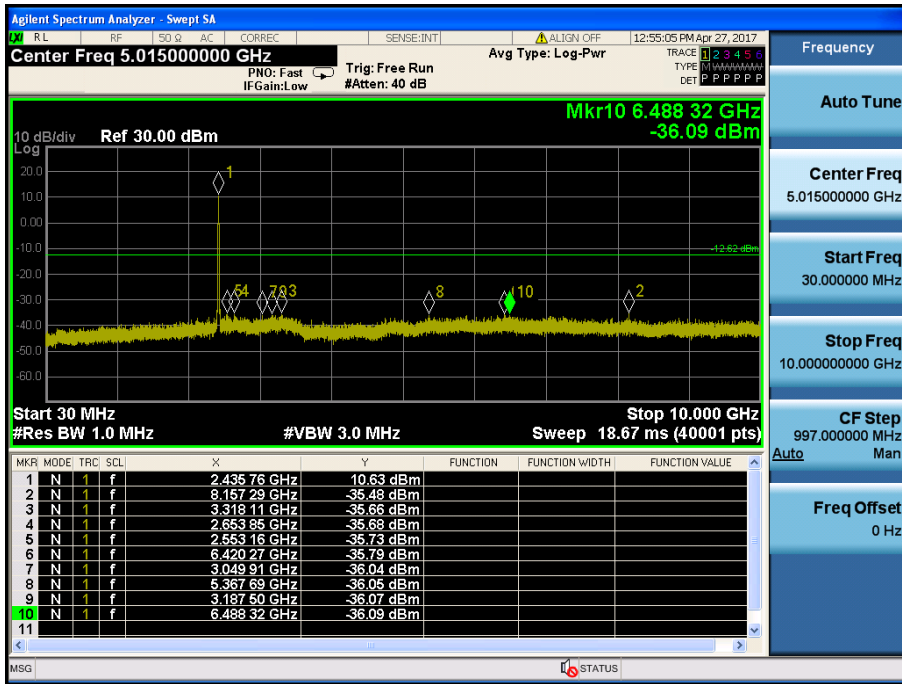 Agilent Spectrum Analyzer - Swept SA
LXI RL RF 50 Ω AC CORREC SENSE:INT ALIGN OFF 12:55:05 PM Apr 27, 2017
Center Freq 5.015000000 GHz
PNO: Fast
IFGain:Low
Trig: Free Run
#Atten: 40 dB
Avg Type: Log-Pwr
TRACE 1 2 3 4 5 6
TYPE M WWWWW
DET P P P P P P
Mkr10 6.488 32 GHz
-36.09 dBm
10 dB/div Ref 30.00 dBm
Log
20.0
10.0
0.00
-10.0
-20.0
-30.0
-40.0
-50.0
-60.0
-12.62 dBm
1
8
10
2
Start 30 MHz
Stop 10.000 GHz
#Res BW 1.0 MHz #VBW 3.0 MHz Sweep 18.67 ms (40001 pts)
MKR MODE TRC SCL X Y FUNCTION FUNCTION WIDTH FUNCTION VALUE
1 N 1 f 2.435 76 GHz 10.63 dBm
2 N 1 f 8.157 29 GHz -35.48 dBm
3 N 1 f 3.318 11 GHz -35.66 dBm
4 N 1 f 2.653 85 GHz -35.68 dBm
5 N 1 f 2.553 16 GHz -35.73 dBm
6 N 1 f 6.420 27 GHz -35.79 dBm
7 N 1 f 3.049 91 GHz -36.04 dBm
8 N 1 f 5.367 69 GHz -36.05 dBm
9 N 1 f 3.187 50 GHz -36.07 dBm
10 N 1 f 6.488 32 GHz -36.09 dBm
11
MSG STATUS
Frequency
Auto Tune
Center Freq
5.015000000 GHz
Start Freq
30.000000 MHz
Stop Freq
10.000000000 GHz
CF Step
997.000000 MHz
Auto Man
Freq Offset
0 Hz